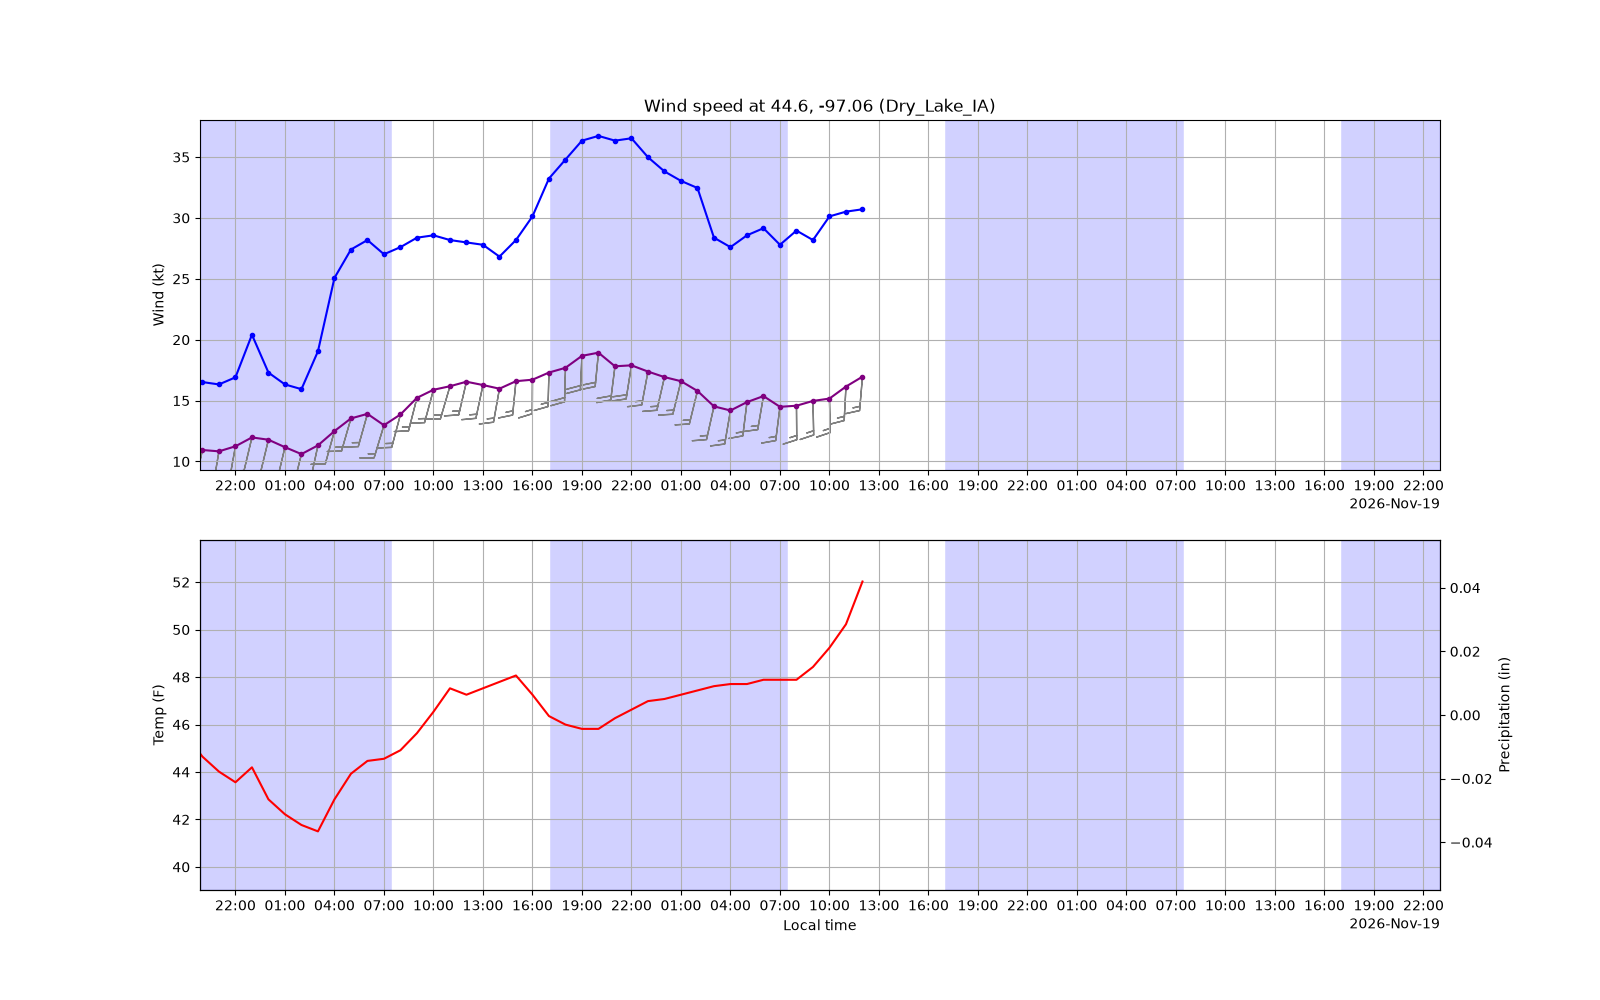 Wind speed at 44.6, -97.06 (Dry_Lake_IA)
35
30
25
20
15
10
Wind (kt)
22:00 01:00 04:00 07:00 10:00 13:00 16:00 19:00 22:00 01:00 04:00 07:00 10:00 13:00 16:00 19:00 22:00 01:00 04:00 07:00 10:00 13:00 16:00 19:00 22:00
2026-Nov-19
52
50
48
46
44
42
40
Temp (F)
0.04
0.02
0.00
−0.02
−0.04
Precipitation (in)
22:00 01:00 04:00 07:00 10:00 13:00 16:00 19:00 22:00 01:00 04:00 07:00 10:00 13:00 16:00 19:00 22:00 01:00 04:00 07:00 10:00 13:00 16:00 19:00 22:00
Local time
2026-Nov-19